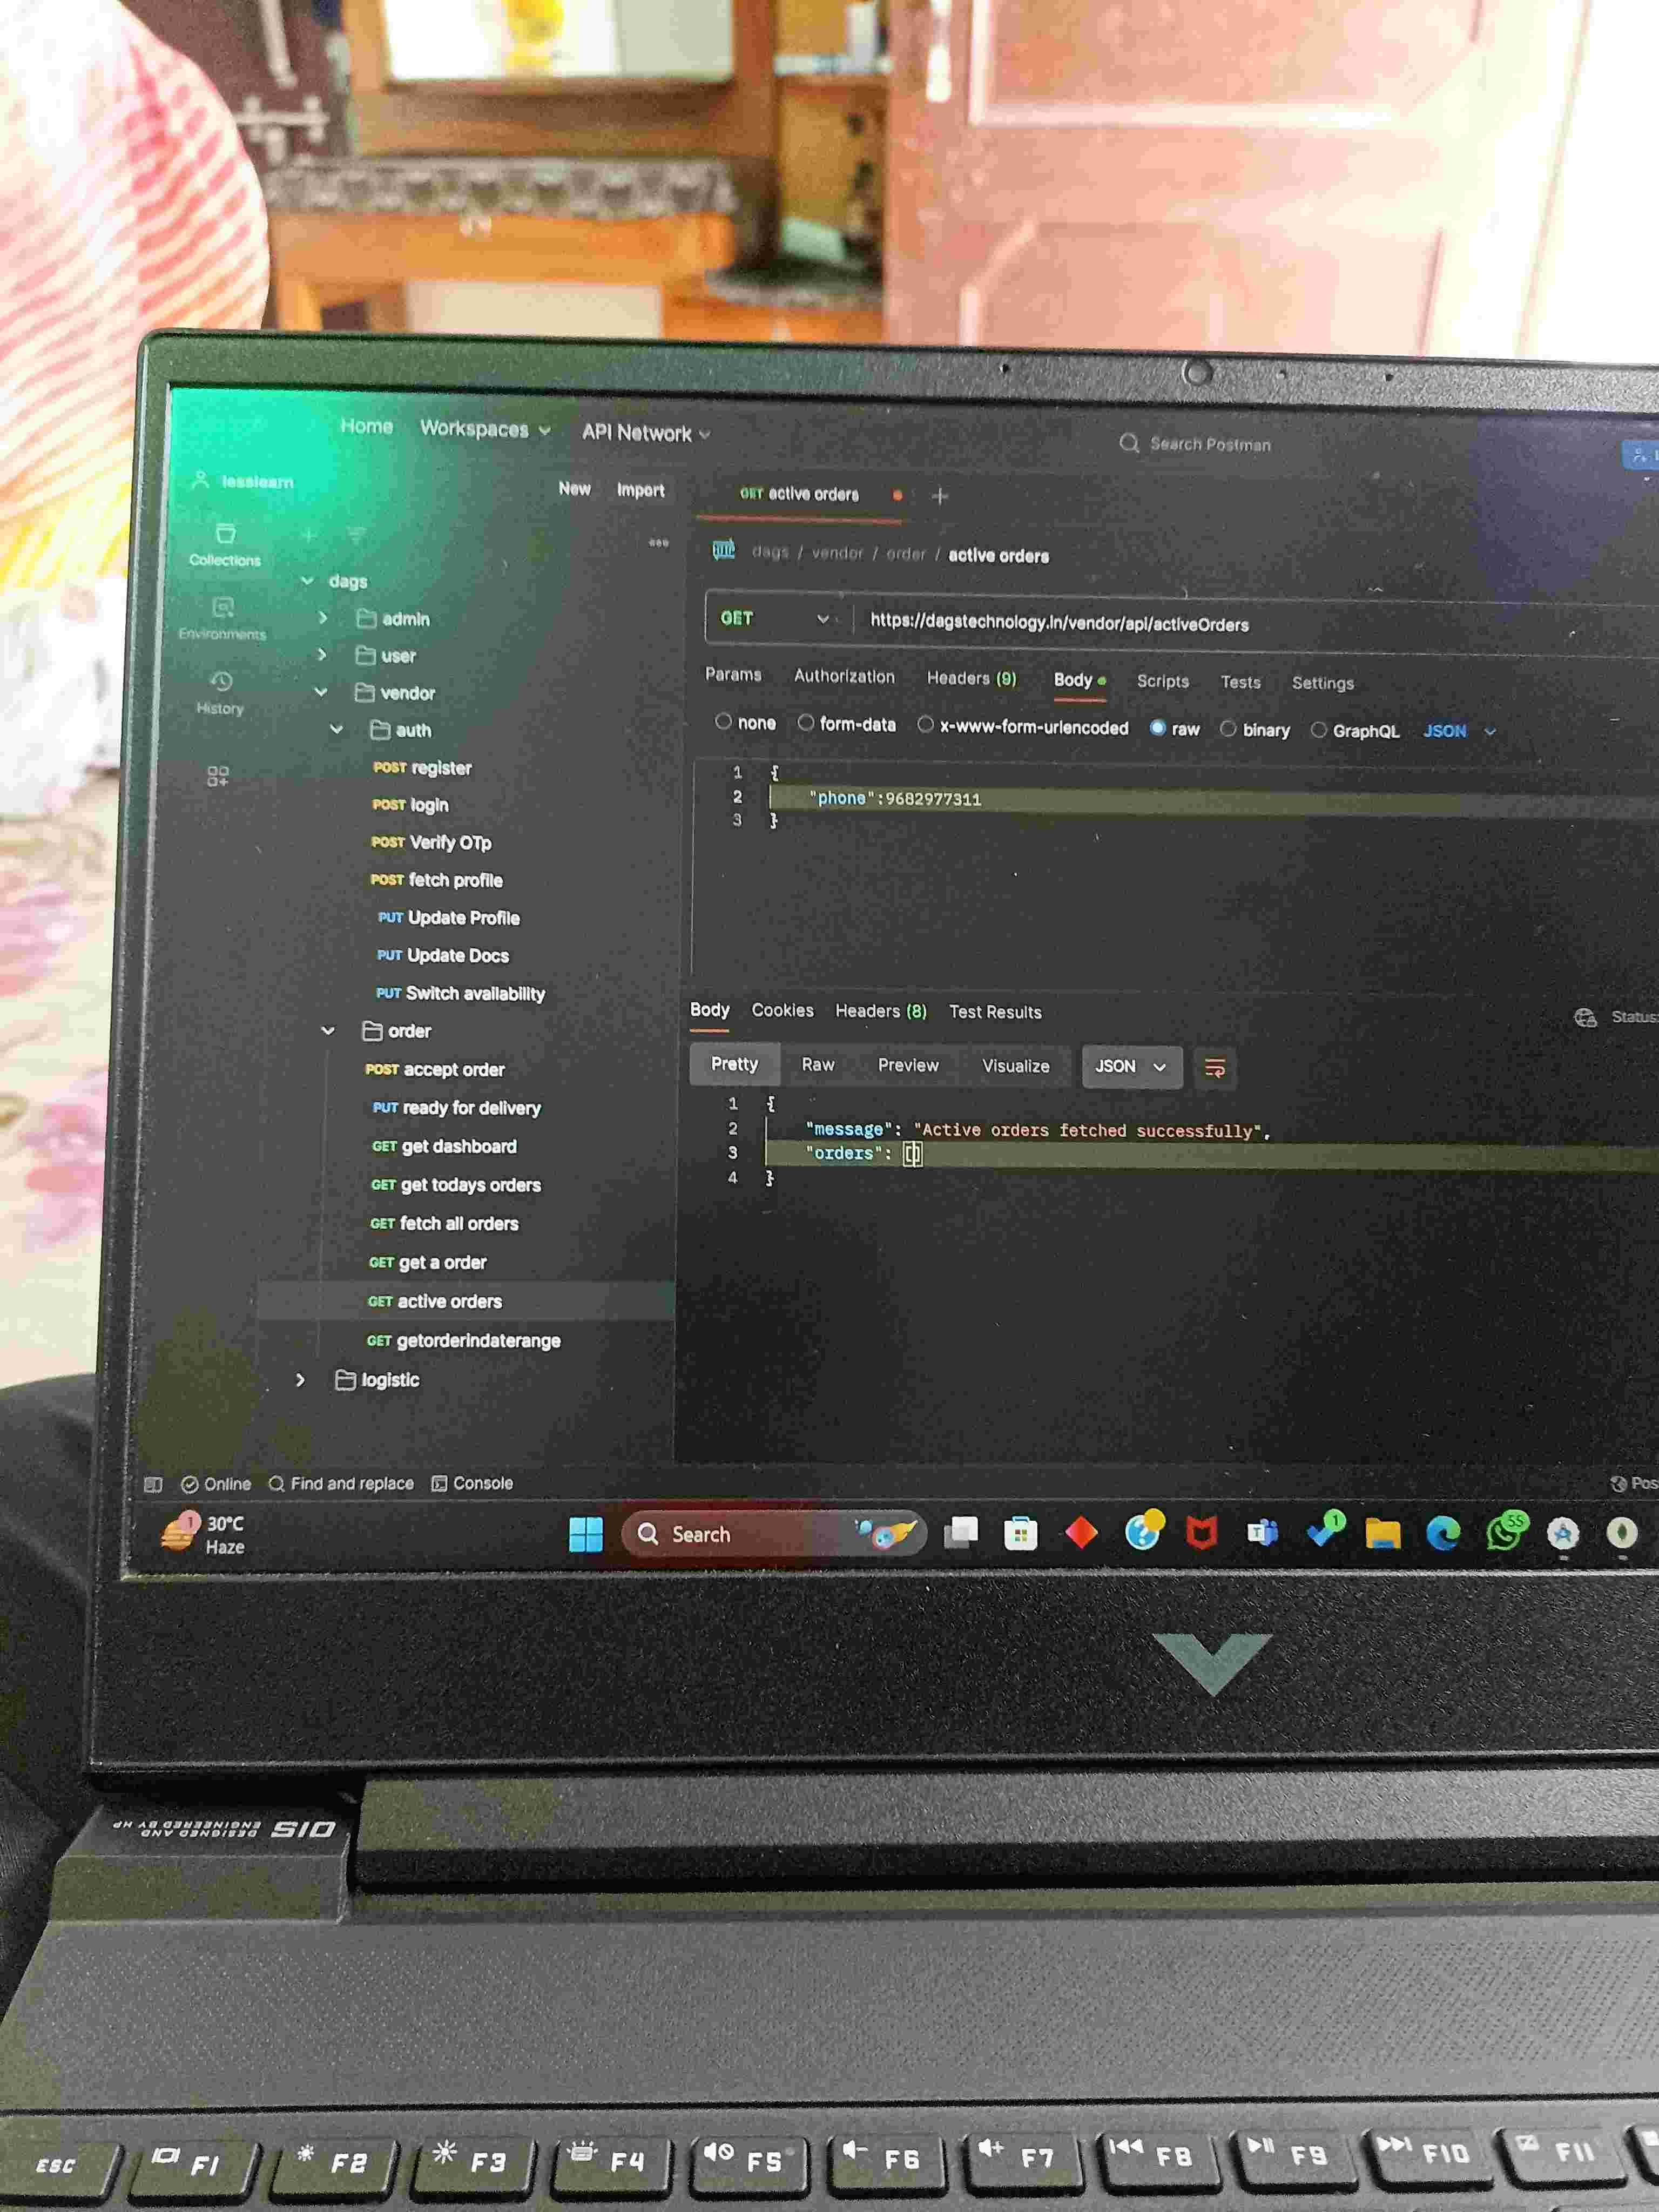 Home Workspaces API Network Search Postman
lesslearn New Import GET active orders
Collections
dags / vendor / order / active orders
dags
admin
GET https://dagstechnology.in/vendor/api/activeOrders
Environments
user
Params Authorization Headers (9) Body Scripts Tests Settings
vendor
History
none form-data x-www-form-urlencoded raw binary GraphQL JSON
auth
POST register
1 {
2 "phone":9682977311
3 }
POST login
POST Verify OTp
POST fetch profile
PUT Update Profile
PUT Update Docs
PUT Switch availability
Body Cookies Headers (8) Test Results Status:
order
Pretty Raw Preview Visualize JSON
POST accept order
1 {
2 "message": "Active orders fetched successfully",
3 "orders": []
4 }
PUT ready for delivery
GET get dashboard
GET get todays orders
GET fetch all orders
GET get a order
GET active orders
GET getorderindaterange
logistic
Online Find and replace Console Pos
1 30°C
Haze
Search
1
55
DESIGNED AND
ENGINEERED BY HP
ESC F1 F2 F3 F4 F5 F6 F7 F8 F9 F10 F11